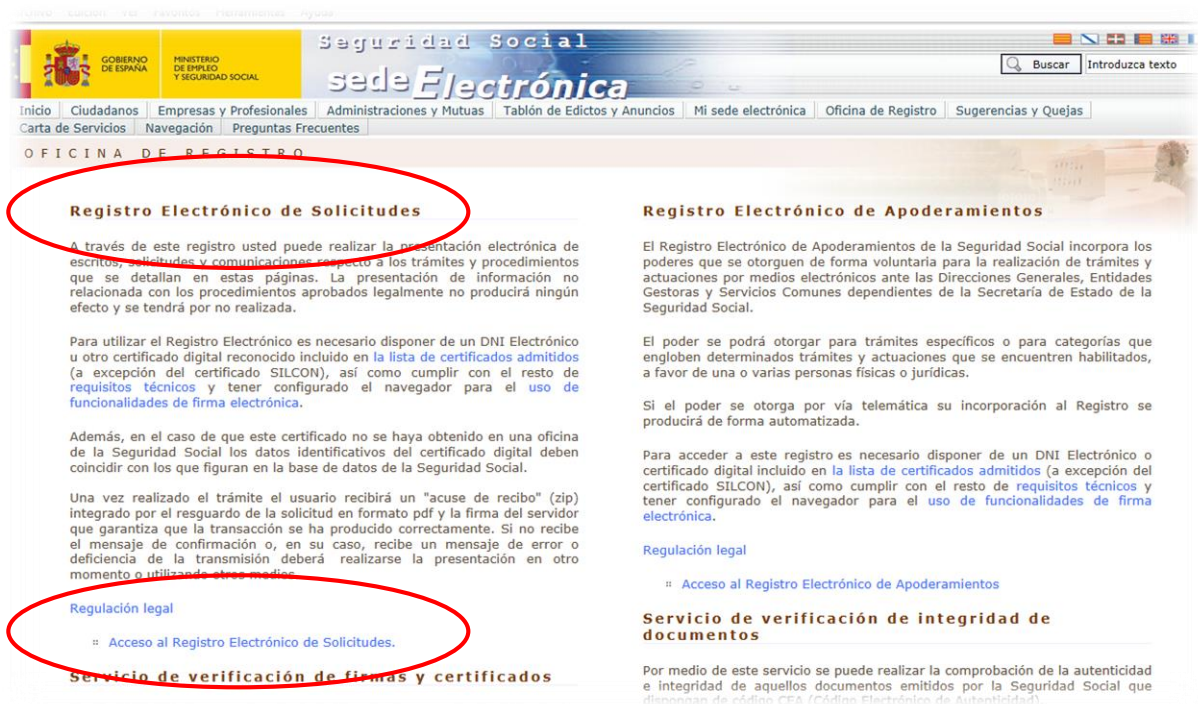 Archivo Edición Ver Favoritos Herramientas Ayuda
Seguridad Social
GOBIERNO
DE ESPAÑA
MINISTERIO
DE EMPLEO
Y SEGURIDAD SOCIAL
sedeElectrónica
Buscar Introduzca texto
Inicio Ciudadanos Empresas y Profesionales Administraciones y Mutuas Tablón de Edictos y Anuncios Mi sede electrónica Oficina de Registro Sugerencias y Quejas
Carta de Servicios Navegación Preguntas Frecuentes
OFICINA DE REGISTRO
Registro Electrónico de Solicitudes
A través de este registro usted puede realizar la presentación electrónica de
escritos, solicitudes y comunicaciones respecto a los trámites y procedimientos
que se detallan en estas páginas. La presentación de información no
relacionada con los procedimientos aprobados legalmente no producirá ningún
efecto y se tendrá por no realizada.
Para utilizar el Registro Electrónico es necesario disponer de un DNI Electrónico
u otro certificado digital reconocido incluido en la lista de certificados admitidos
(a excepción del certificado SILCON), así como cumplir con el resto de
requisitos técnicos y tener configurado el navegador para el uso de
funcionalidades de firma electrónica.
Además, en el caso de que este certificado no se haya obtenido en una oficina
de la Seguridad Social los datos identificativos del certificado digital deben
coincidir con los que figuran en la base de datos de la Seguridad Social.
Una vez realizado el trámite el usuario recibirá un "acuse de recibo" (zip)
integrado por el resguardo de la solicitud en formato pdf y la firma del servidor
que garantiza que la transacción se ha producido correctamente. Si no recibe
el mensaje de confirmación o, en su caso, recibe un mensaje de error o
deficiencia de la transmisión deberá realizarse la presentación en otro
momento o utilizando otros medios.
Regulación legal
Acceso al Registro Electrónico de Solicitudes.
Servicio de verificación de firmas y certificados
Registro Electrónico de Apoderamientos
El Registro Electrónico de Apoderamientos de la Seguridad Social incorpora los
poderes que se otorguen de forma voluntaria para la realización de trámites y
actuaciones por medios electrónicos ante las Direcciones Generales, Entidades
Gestoras y Servicios Comunes dependientes de la Secretaría de Estado de la
Seguridad Social.
El poder se podrá otorgar para trámites específicos o para categorías que
engloben determinados trámites y actuaciones que se encuentren habilitados,
a favor de una o varias personas físicas o jurídicas.
Si el poder se otorga por vía telemática su incorporación al Registro se
producirá de forma automatizada.
Para acceder a este registro es necesario disponer de un DNI Electrónico o
certificado digital incluido en la lista de certificados admitidos (a excepción del
certificado SILCON), así como cumplir con el resto de requisitos técnicos y
tener configurado el navegador para el uso de funcionalidades de firma
electrónica.
Regulación legal
Acceso al Registro Electrónico de Apoderamientos
Servicio de verificación de integridad de
documentos
Por medio de este servicio se puede realizar la comprobación de la autenticidad
e integridad de aquellos documentos emitidos por la Seguridad Social que
dispongan de código CEA (Código Electrónico de Autenticidad).